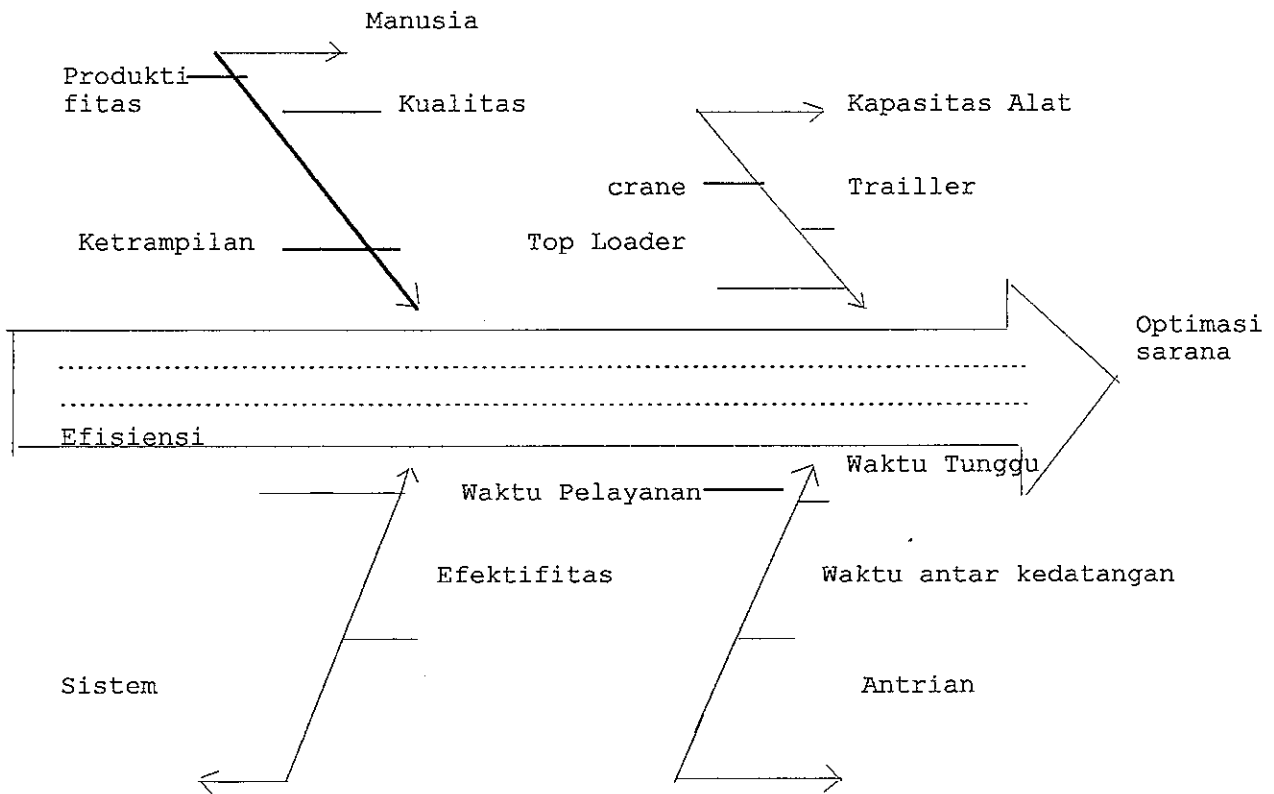 Manusia
Produkti
fitas
Kualitas
Kapasitas Alat
crane
Trailler
Ketrampilan
Top Loader
Optimasi
sarana
Efisiensi
Waktu Tunggu
Waktu Pelayanan
Efektifitas
Waktu antar kedatangan
Sistem
Antrian